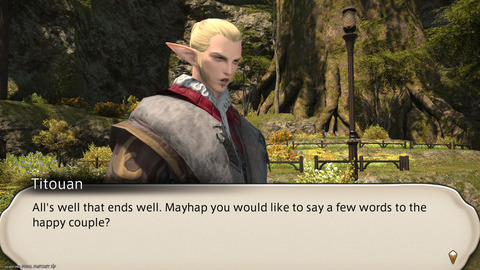 Titouan
All's well that ends well. Mayhap you would like to say a few words to the
happy couple?